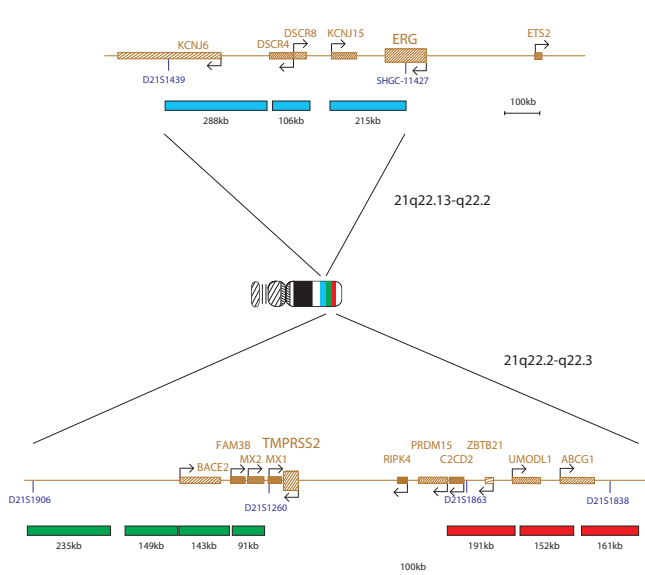 DSCR8
KCNJ6 DSCR4 KCNJ15 ERG ETS2
D21S1439 SHGC-11427
288kb 106kb 215kb 100kb
21q22.13-q22.2
21q22.2-q22.3
FAM3B TMPRSS2 PRDM15 ZBTB21
BACE2 MX2 MX1 RIPK4 C2CD2 UMODL1 ABCG1
D21S1906 D21S1260 D21S1863 D21S1838
235kb 149kb 143kb 91kb 191kb 152kb 161kb
100kb